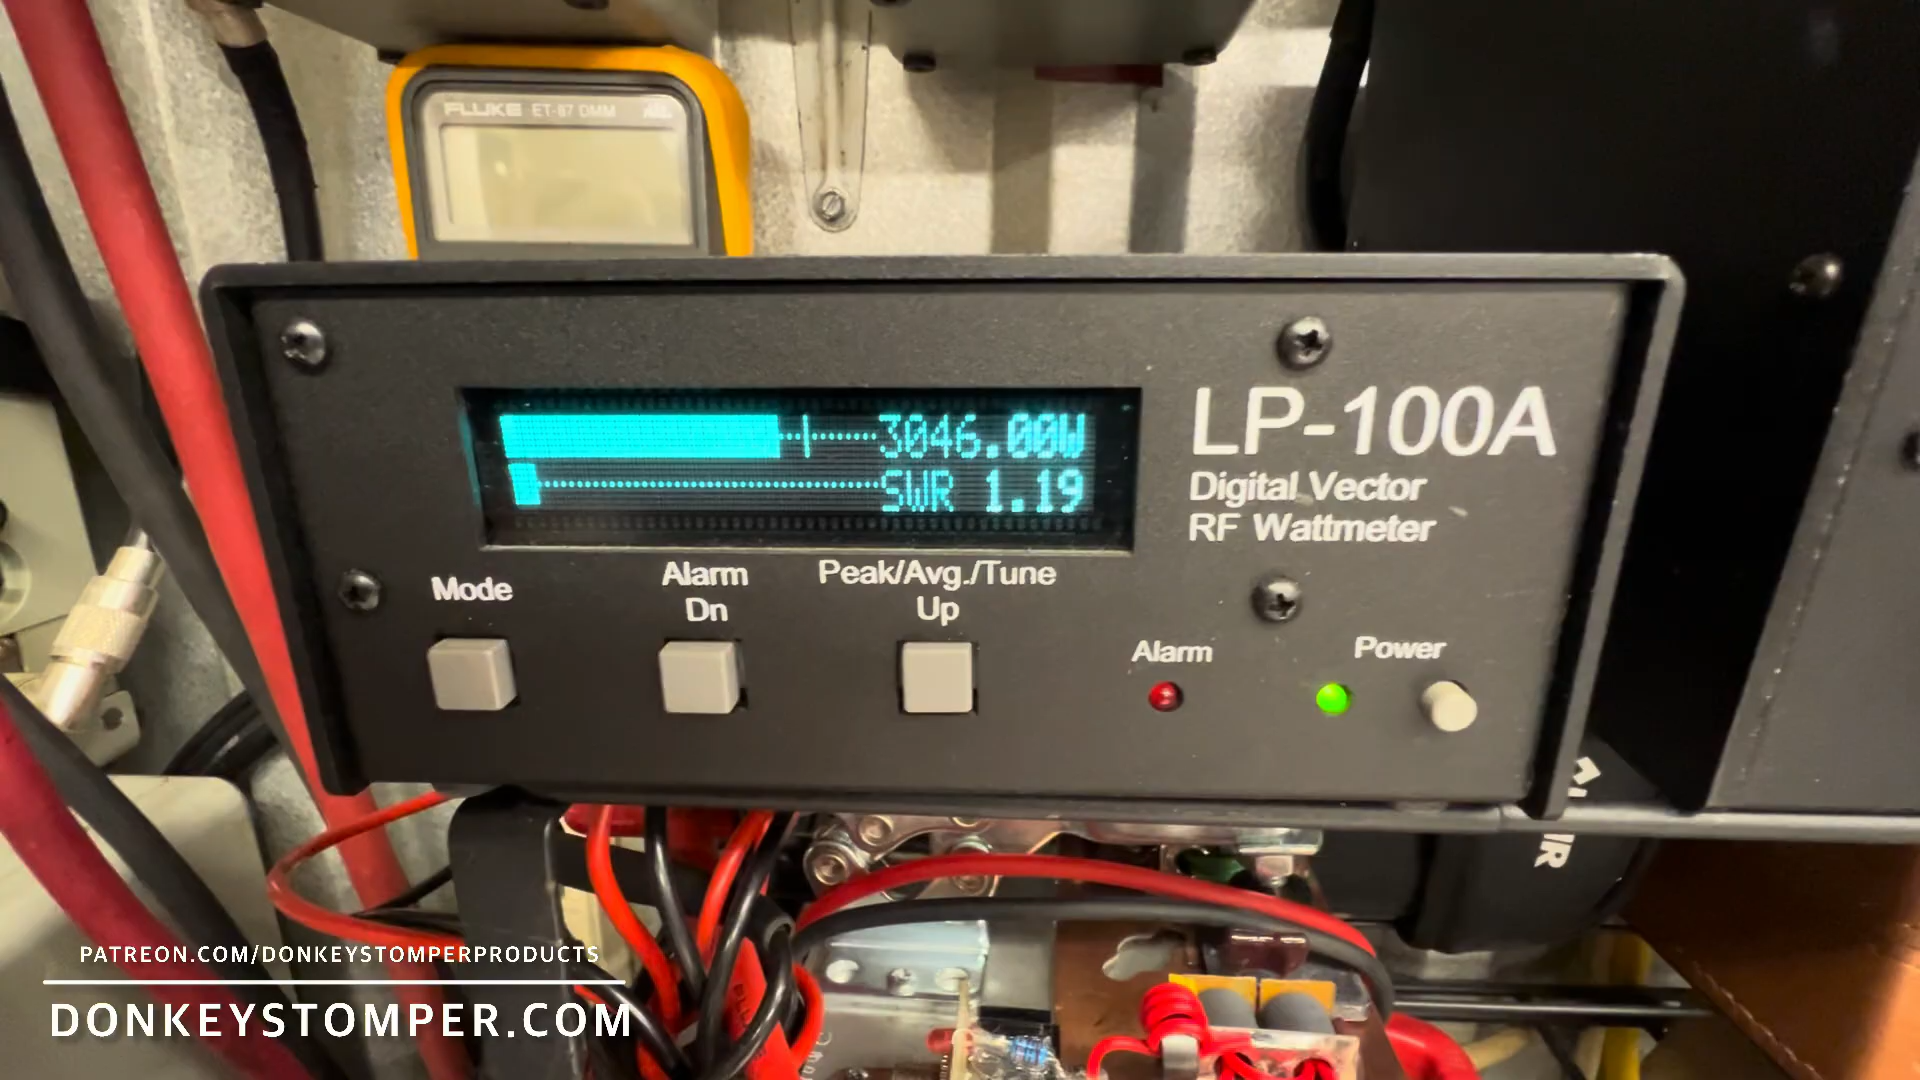 FLUKE ET-87 DMM
3046.00W
SWR 1.19
LP-100A
Digital Vector
RF Wattmeter
Mode
Alarm
Dn
Peak/Avg./Tune
Up
Alarm
Power
PATREON.COM/DONKEYSTOMPERPRODUCTS
DONKEYSTOMPER.COM